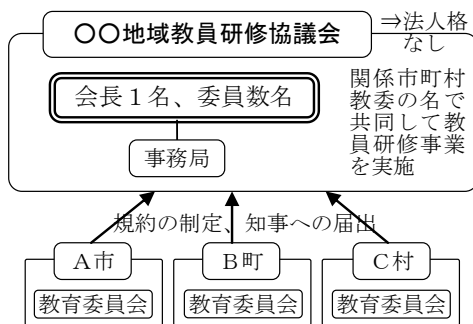 〇〇地域教員研修協議会
⇒法人格
なし
会長1名、委員数名
事務局
関係市町村
教委の名で
共同して教
員研修事業
を実施
規約の制定、知事への届出
A市
B町
C村
教育委員会
教育委員会
教育委員会